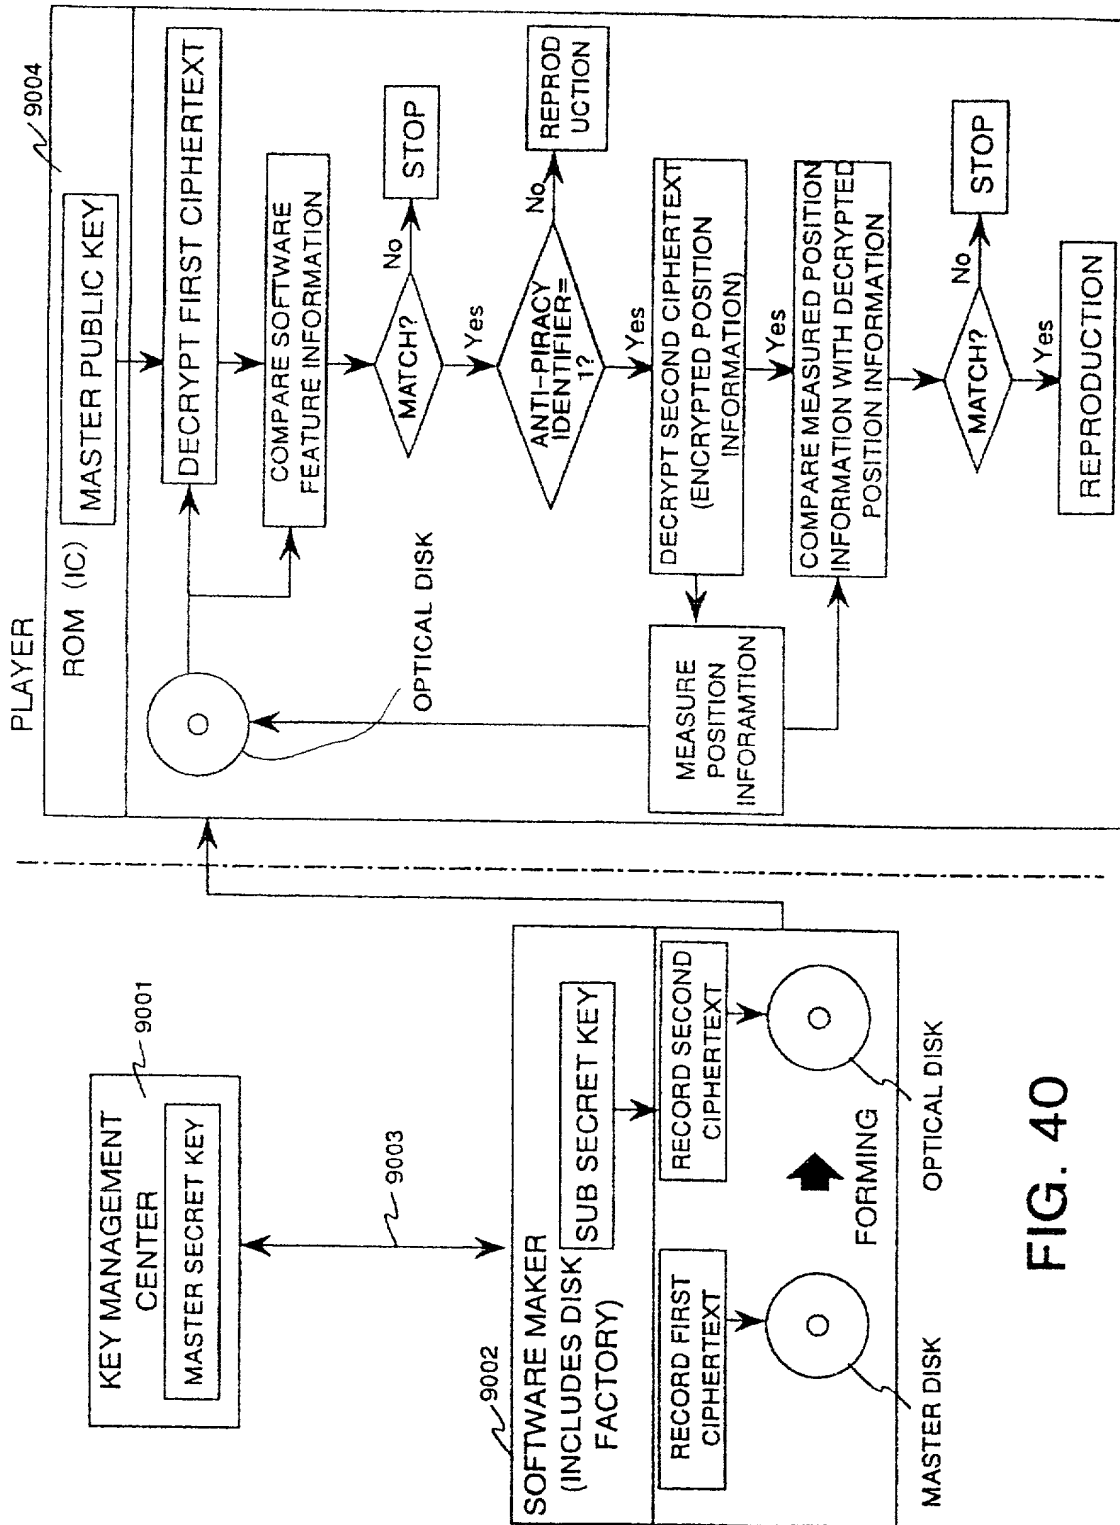 KEY MANAGEMENT
CENTER
MASTER SECRET KEY
9001
9003
9002
SOFTWARE MAKER
(INCLUDES DISK
FACTORY)
SUB SECRET KEY
RECORD FIRST
CIPHERTEXT
RECORD SECOND
CIPHERTEXT
FORMING
MASTER DISK
OPTICAL DISK
PLAYER
9004
ROM (IC)
MASTER PUBLIC KEY
DECRYPT FIRST CIPHERTEXT
COMPARE SOFTWARE
FEATURE INFORMATION
OPTICAL DISK
MATCH?
No
STOP
Yes
ANTI-PIRACY
IDENTIFIER=
1?
No
REPROD
UCTION
Yes
DECRYPT SECOND CIPHERTEXT
(ENCRYPTED POSITION
INFORMATION)
MEASURE
POSITION
INFORAMTION
Yes
COMPARE MEASURED POSITION
INFORMATION WITH DECRYPTED
POSITION INFORMATION
MATCH?
No
STOP
Yes
REPRODUCTION
FIG. 40